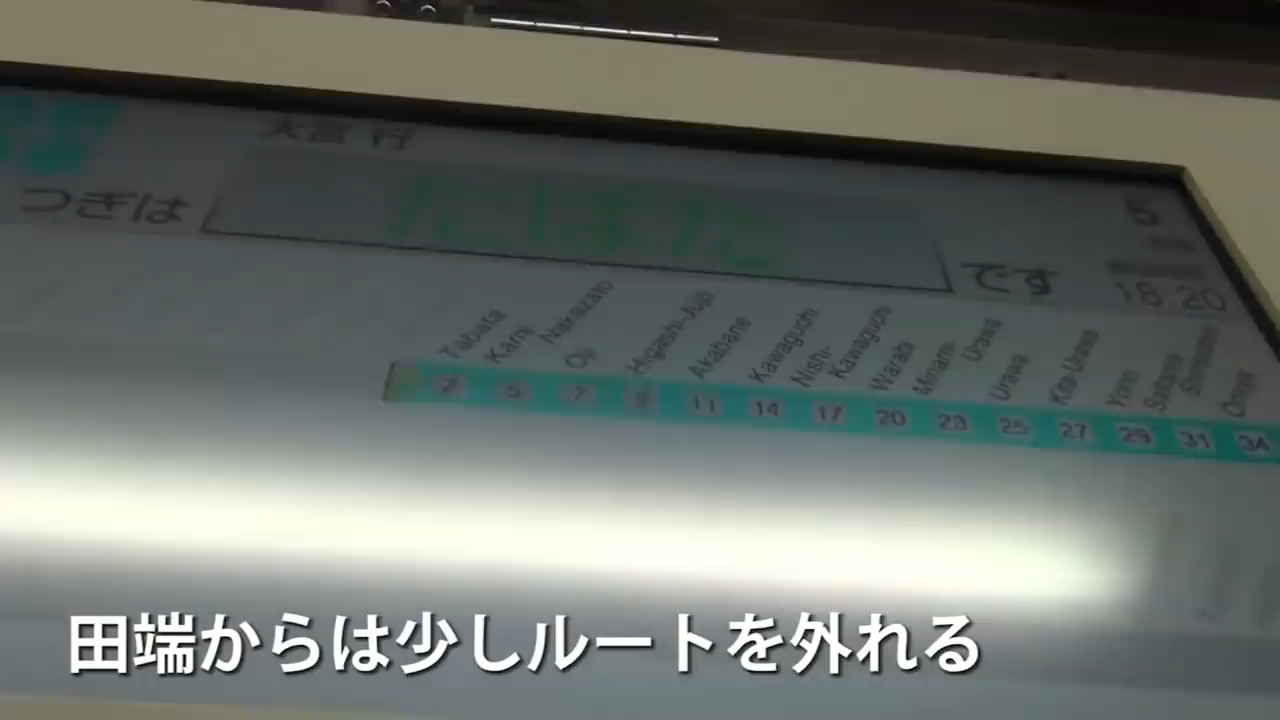 大宮 行
つぎは
たばた
です
18:20
Tabata
Kami-
Nakazato
Oji
Higashi-Jujo
Akabane
Kawaguchi
Nishi-
Kawaguchi
Warabi
Minami-
Urawa
Urawa
Kita-Urawa
Yono
Saitama
Shintoshin
Omiya
2 5 7 9 11 14 17 20 23 25 27 29 31 34
田端からは少しルートを外れる